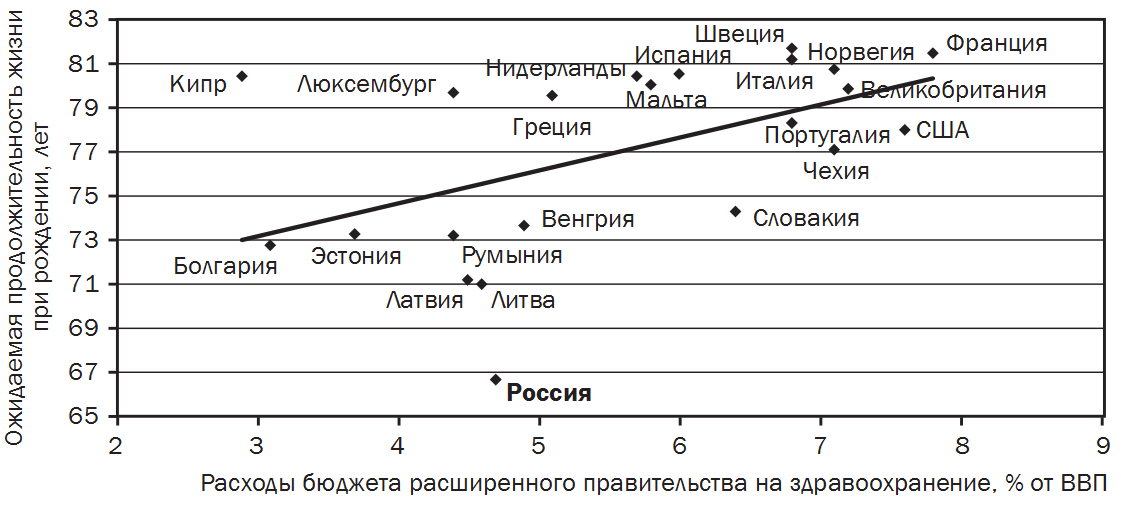 Ожидаемая продолжительность жизни
при рождении, лет
83
81
79
77
75
73
71
69
67
65
Швеция
Испания
Норвегия
Франция
Кипр
Люксембург
Нидерланды
Мальта
Италия
Великобритания
Греция
Португалия
США
Чехия
Венгрия
Словакия
Болгария
Эстония
Румыния
Латвия
Литва
Россия
2 3 4 5 6 7 8 9
Расходы бюджета расширенного правительства на здравоохранение, % от ВВП